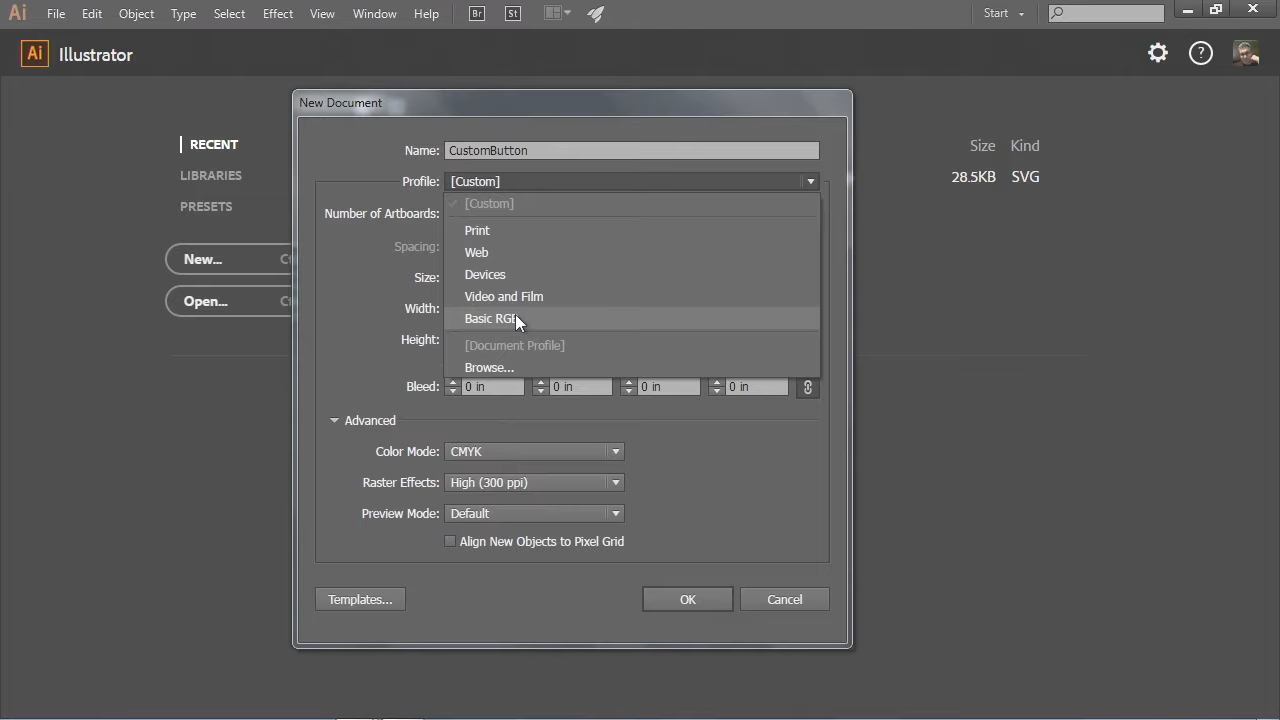 Ai File Edit Object Type Select Effect View Window Help Br St Start
Ai Illustrator ?
New Document
RECENT
LIBRARIES
PRESETS
New...
Open...
Size Kind
28.5KB SVG
Name: CustomButton
Profile: [Custom]
[Custom]
Number of Artboards:
Print
Spacing:
Web
Size:
Devices
Video and Film
Width:
Basic RGB
Height:
[Document Profile]
Browse...
Bleed: 0 in 0 in 0 in 0 in
Advanced
Color Mode: CMYK
Raster Effects: High (300 ppi)
Preview Mode: Default
Align New Objects to Pixel Grid
Templates... OK Cancel